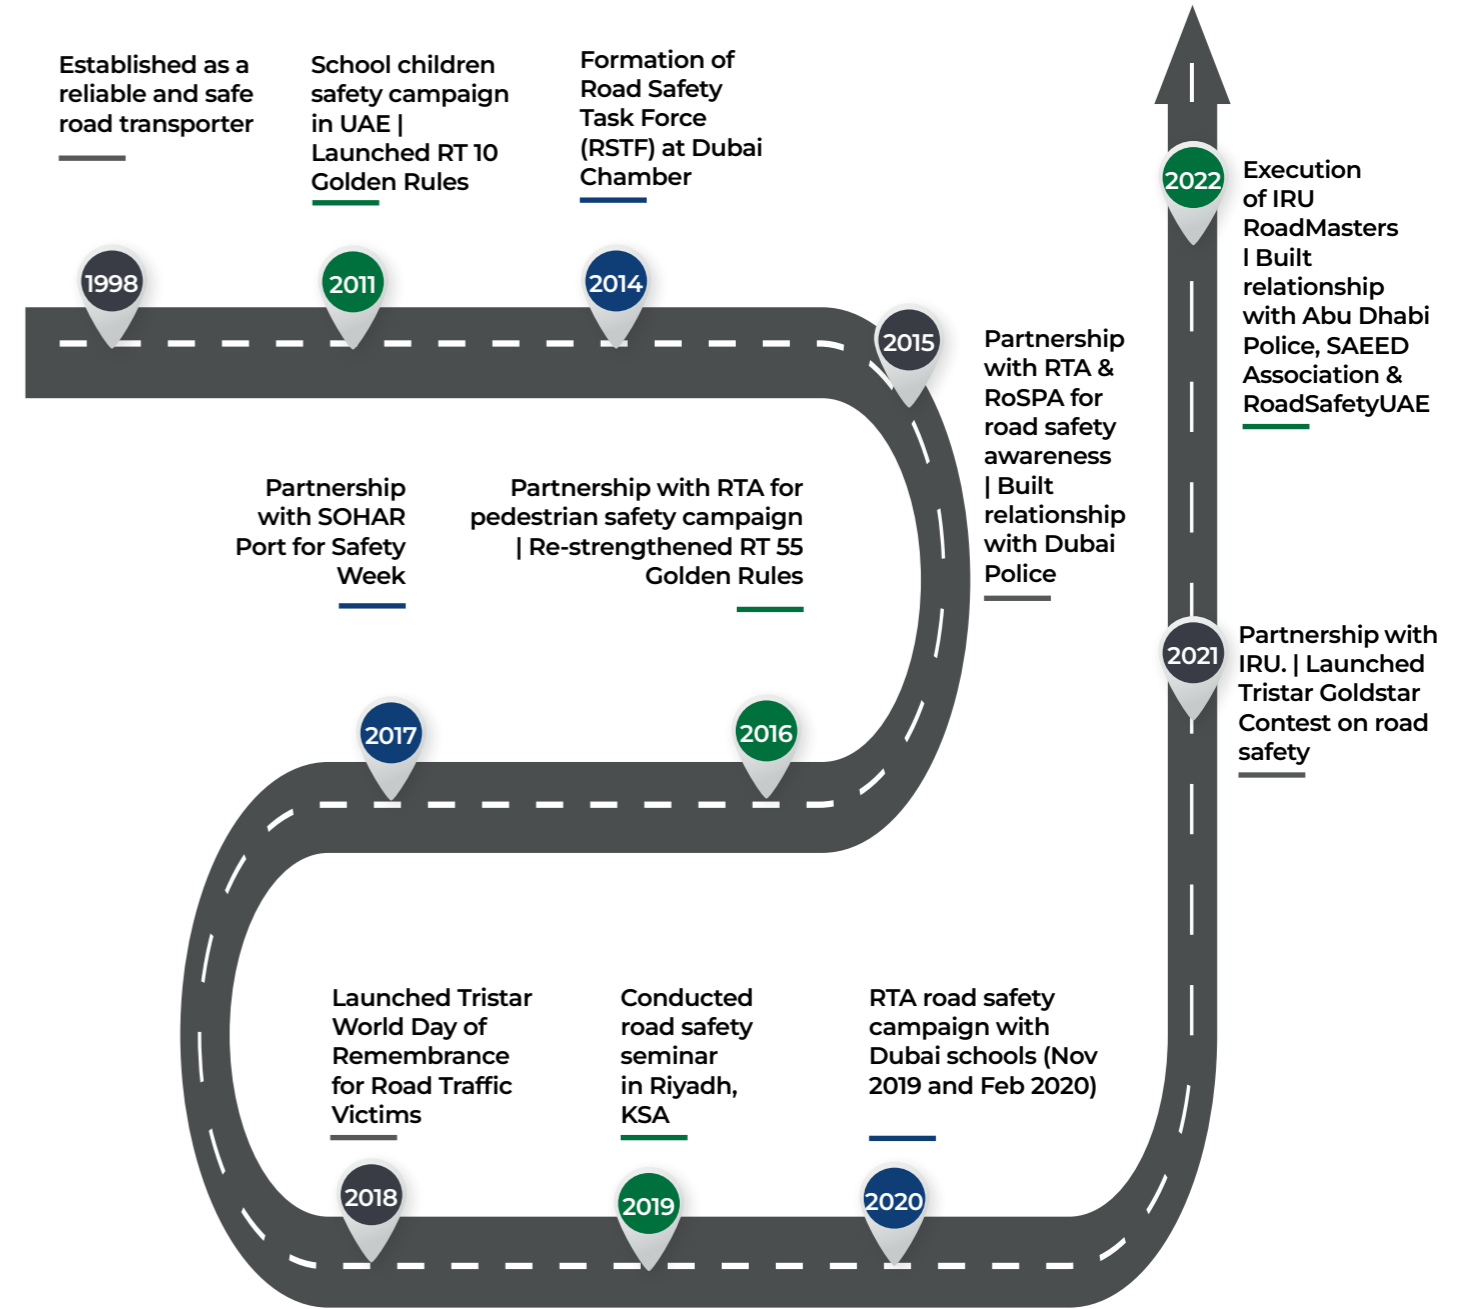 Established as a
reliable and safe
road transporter
1998
School children
safety campaign
in UAE |
Launched RT 10
Golden Rules
2011
Formation of
Road Safety
Task Force
(RSTF) at Dubai
Chamber
2014
2015
Partnership
with RTA &
RoSPA for
road safety
awareness
| Built
relationship
with Dubai
Police
Partnership with RTA for
pedestrian safety campaign
| Re-strengthened RT 55
Golden Rules
2016
Partnership
with SOHAR
Port for Safety
Week
2017
Launched Tristar
World Day of
Remembrance
for Road Traffic
Victims
2018
Conducted
road safety
seminar
in Riyadh,
KSA
2019
RTA road safety
campaign with
Dubai schools (Nov
2019 and Feb 2020)
2020
2021
Partnership with
IRU. | Launched
Tristar Goldstar
Contest on road
safety
2022
Execution
of IRU
RoadMasters
l Built
relationship
with Abu Dhabi
Police, SAEED
Association &
RoadSafetyUAE